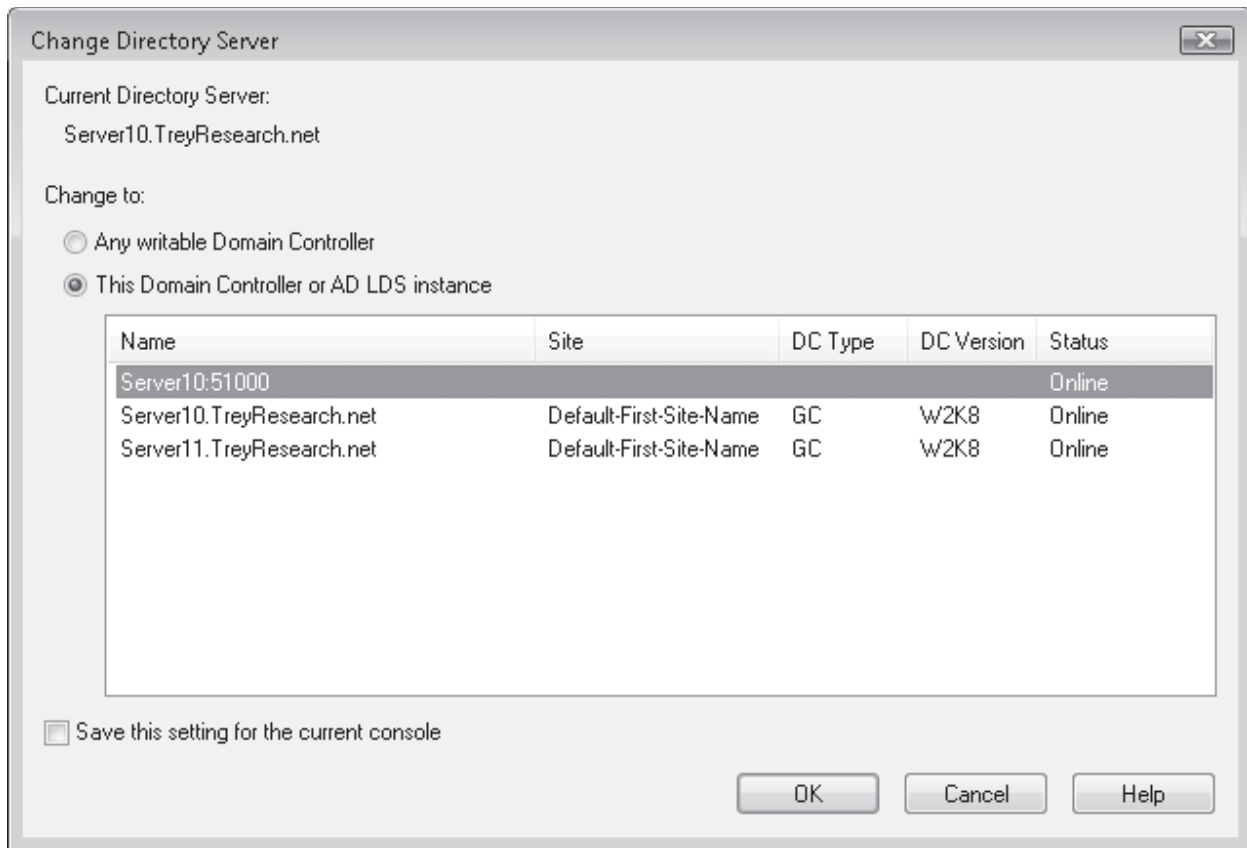 Change Directory Server
Current Directory Server:
Server10.TreyResearch.net
Change to:
Any writable Domain Controller
This Domain Controller or AD LDS instance
Name Site DC Type DC Version Status
Server10:51000 Online
Server10.TreyResearch.net Default-First-Site-Name GC W2K8 Online
Server11.TreyResearch.net Default-First-Site-Name GC W2K8 Online
Save this setting for the current console
OK Cancel Help